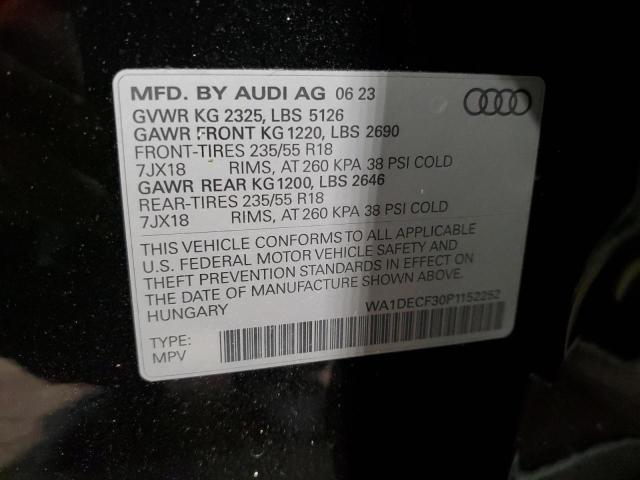 MFD. BY AUDI AG 06 23
GVWR KG 2325, LBS 5126
GAWR FRONT KG 1220, LBS 2690
FRONT-TIRES 235/55 R18
7JX18 RIMS, AT 260 KPA 38 PSI COLD
GAWR REAR KG 1200, LBS 2646
REAR-TIRES 235/55 R18
7JX18 RIMS, AT 260 KPA 38 PSI COLD
THIS VEHICLE CONFORMS TO ALL APPLICABLE
U.S. FEDERAL MOTOR VEHICLE SAFETY AND
THEFT PREVENTION STANDARDS IN EFFECT ON
THE DATE OF MANUFACTURE SHOWN ABOVE.
HUNGARY
WA1DECF30P1152252
TYPE:
MPV